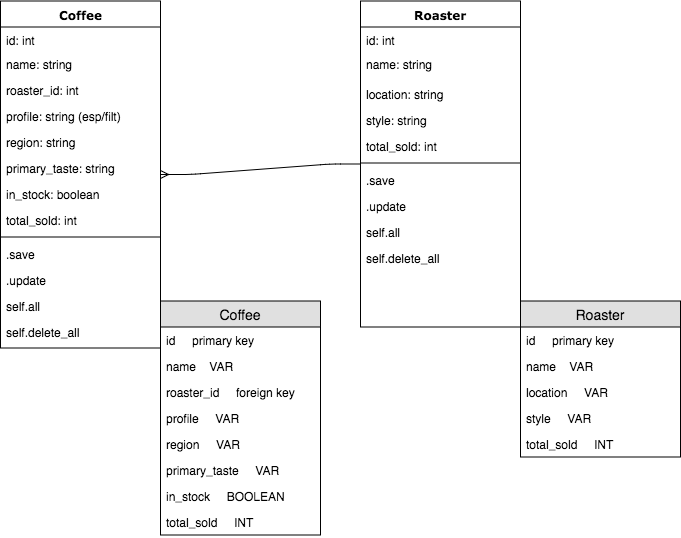 Coffee
id: int
name: string
roaster_id: int
profile: string (esp/filt)
region: string
primary_taste: string
in_stock: boolean
total_sold: int
.save
.update
self.all
self.delete_all
Roaster
id: int
name: string
location: string
style: string
total_sold: int
.save
.update
self.all
self.delete_all
Coffee
id primary key
name VAR
roaster_id foreign key
profile VAR
region VAR
primary_taste VAR
in_stock BOOLEAN
total_sold INT
Roaster
id primary key
name VAR
location VAR
style VAR
total_sold INT